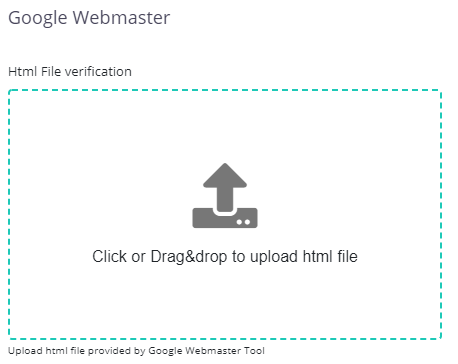 Google Webmaster
Html File verification
Click or Drag&drop to upload html file
Upload html file provided by Google Webmaster Tool